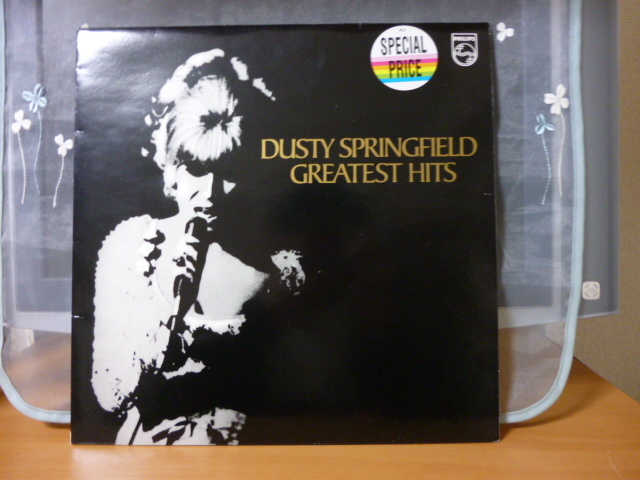 SPECIAL
PRICE
PHILIPS
DUSTY SPRINGFIELD
GREATEST HITS